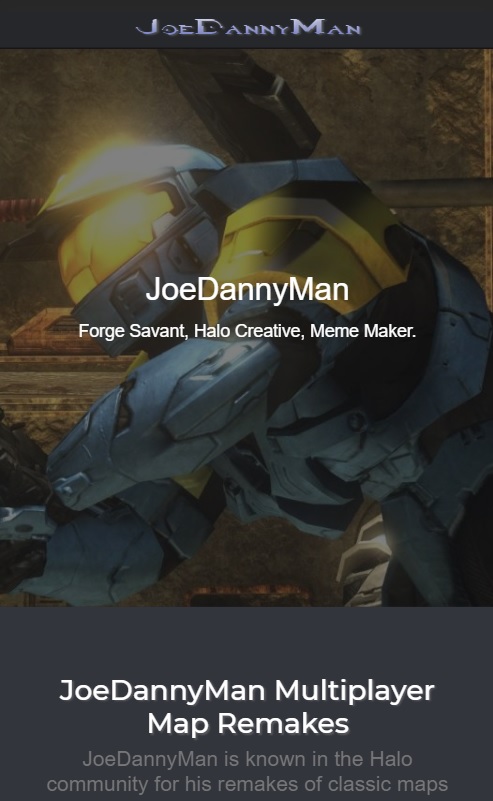 JoeDannyMan
JoeDannyMan
Forge Savant, Halo Creative, Meme Maker.
JoeDannyMan Multiplayer
Map Remakes
JoeDannyMan is known in the Halo
community for his remakes of classic maps